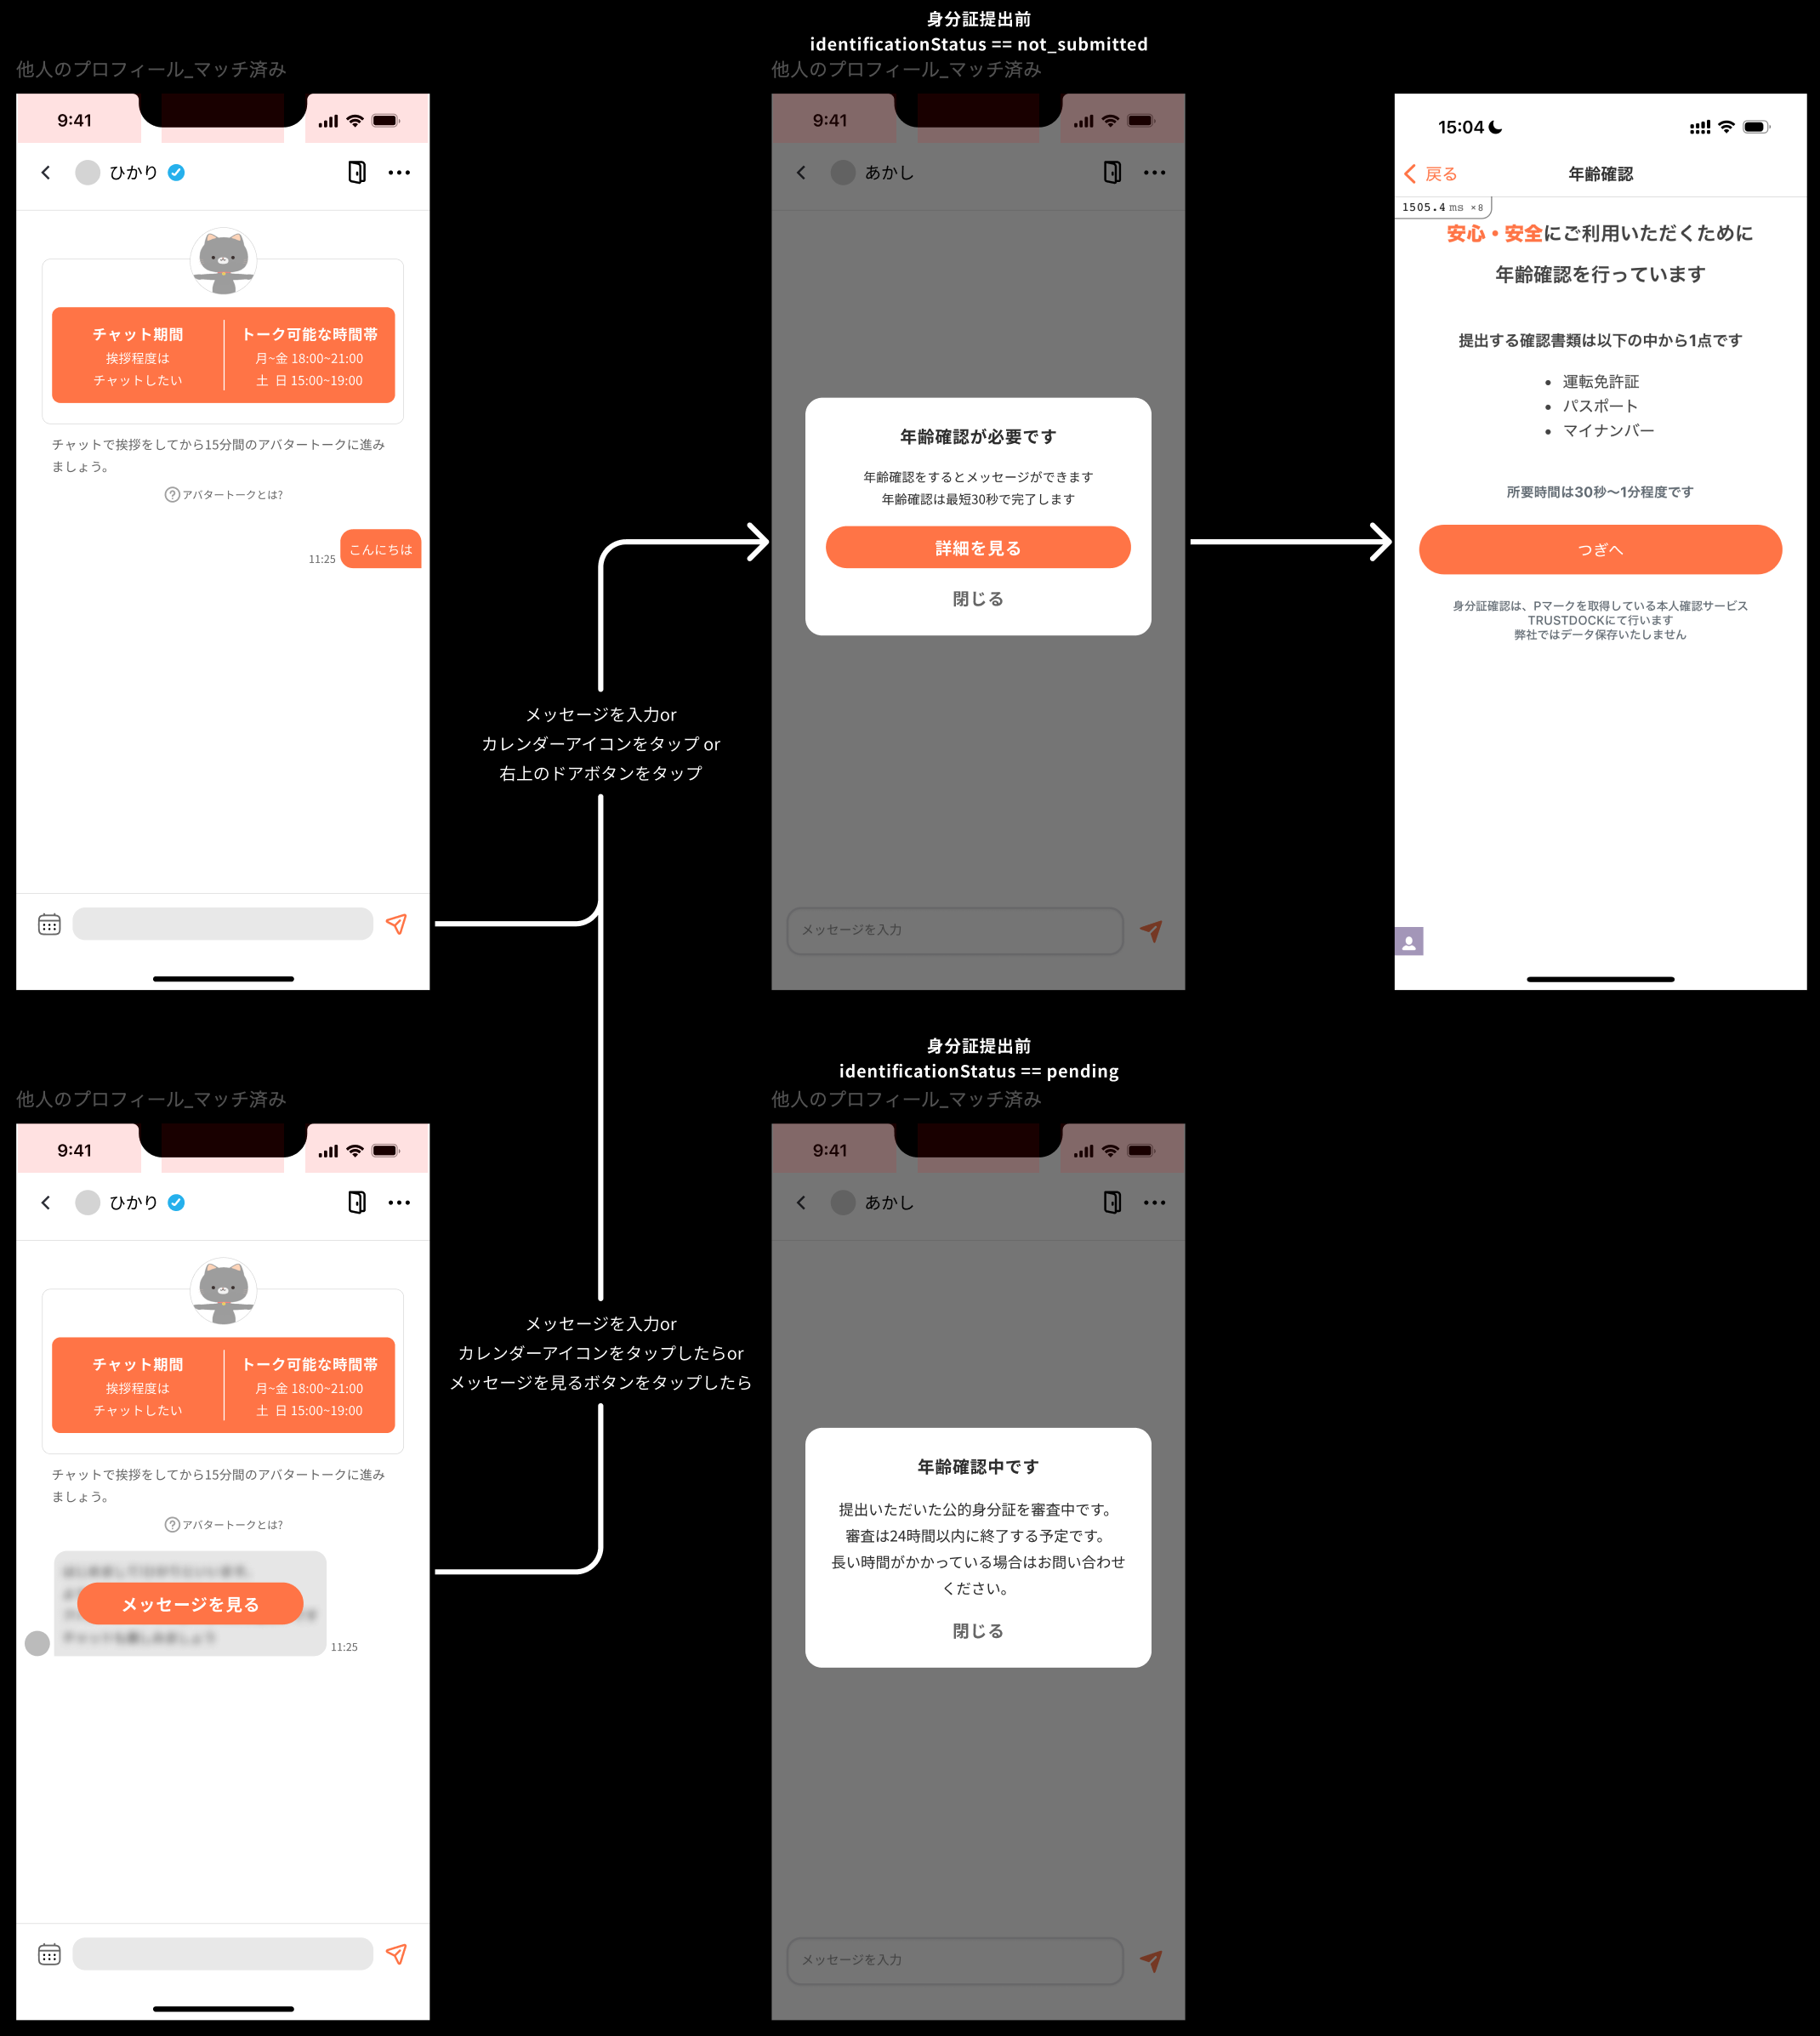 身分証提出前
identificationStatus == not_submitted
他人のプロフィール_マッチ済み
9:41
ひかり
チャット期間
挨拶程度は
チャットしたい
トーク可能な時間帯
月~金 18:00~21:00
土 日 15:00~19:00
チャットで挨拶をしてから15分間のアバタートークに進み
ましょう。
アバタートークとは?
こんにちは
11:25
メッセージを入力or
カレンダーアイコンをタップ or
右上のドアボタンをタップ
他人のプロフィール_マッチ済み
9:41
あかし
年齢確認が必要です
年齢確認をするとメッセージができます
年齢確認は最短30秒で完了します
詳細を見る
閉じる
メッセージを入力
15:04
戻る
年齢確認
1505.4 ms ×8
安心・安全にご利用いただくために
年齢確認を行っています
提出する確認書類は以下の中から1点です
• 運転免許証
• パスポート
• マイナンバー
所要時間は30秒〜1分程度です
つぎへ
身分証確認は、Pマークを取得している本人確認サービス
TRUSTDOCKにて行います
弊社ではデータ保存いたしません
身分証提出前
identificationStatus == pending
他人のプロフィール_マッチ済み
9:41
ひかり
チャット期間
挨拶程度は
チャットしたい
トーク可能な時間帯
月~金 18:00~21:00
土 日 15:00~19:00
チャットで挨拶をしてから15分間のアバタートークに進み
ましょう。
アバタートークとは?
メッセージを見る
11:25
メッセージを入力or
カレンダーアイコンをタップしたらor
メッセージを見るボタンをタップしたら
他人のプロフィール_マッチ済み
9:41
あかし
年齢確認中です
提出いただいた公的身分証を審査中です。
審査は24時間以内に終了する予定です。
長い時間がかかっている場合はお問い合わせ
ください。
閉じる
メッセージを入力